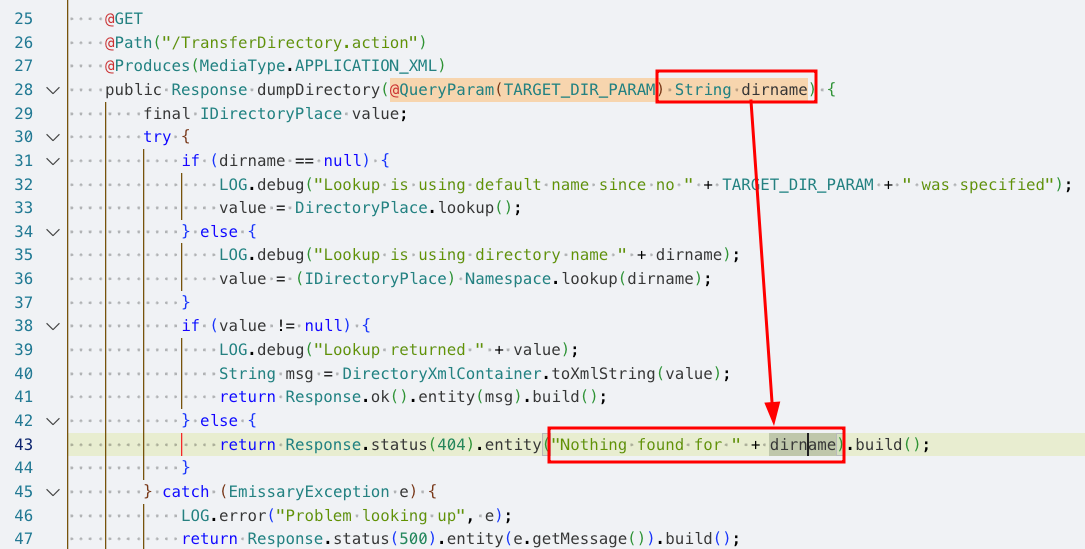 25 @GET
26 @Path("/TransferDirectory.action")
27 @Produces(MediaType.APPLICATION_XML)
28 public Response dumpDirectory(@QueryParam(TARGET_DIR_PARAM) String dirname) {
29 final IDirectoryPlace value;
30 try {
31 if (dirname == null) {
32 LOG.debug("Lookup is using default name since no " + TARGET_DIR_PARAM + " was specified");
33 value = DirectoryPlace.lookup();
34 } else {
35 LOG.debug("Lookup is using directory name " + dirname);
36 value = (IDirectoryPlace) Namespace.lookup(dirname);
37 }
38 if (value != null) {
39 LOG.debug("Lookup returned " + value);
40 String msg = DirectoryXmlContainer.toXmlString(value);
41 return Response.ok().entity(msg).build();
42 } else {
43 return Response.status(404).entity("Nothing found for " + dirname).build();
44 }
45 } catch (EmissaryException e) {
46 LOG.error("Problem looking up", e);
47 return Response.status(500).entity(e.getMessage()).build();